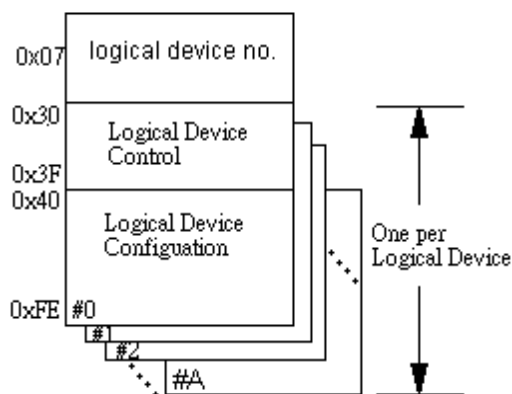 0x07
logical device no.
0x30
Logical Device
Control
0x3F
0x40
Logical Device
Configuation
One per
Logical Device
0xFE
#0
#1
#2
#A